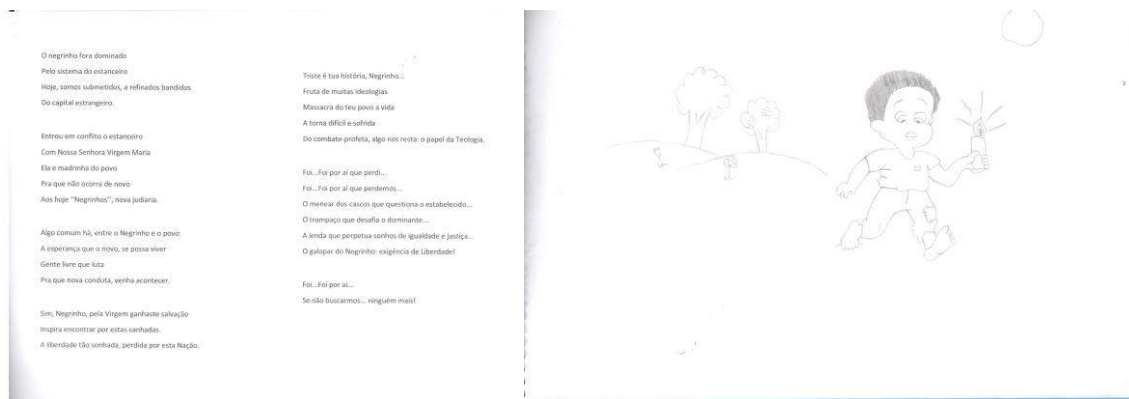 O negrinho fora dominado
Pelo sistema do estanceiro
Hoje, somos submetidos, a refinados bandidos
Do capital estrangeiro.
Entrou em conflito o estanceiro
Com Nossa Senhora Virgem Maria
Ela e madrinha do povo
Pra que não ocorra de novo
Aos hoje "Negrinhos", nova judiaria.
Algo comum há, entre o Negrinho e o povo:
A esperança que o novo, se possa viver
Gente livre que luta
Pra que nova conduta, venha acontecer.
Sim, Negrinho, pela Virgem ganhaste salvação
Inspira encontrar por estas canhadas.
A liberdade tão sonhada, perdida por esta Nação.
Triste é tua história, Negrinho...
Fruta de muitas ideologias
Massacra do teu povo a vida
A torna difícil e sofrida
Do combate-profeta, algo nos resta: o papel da Teologia.
Foi...Foi por aí que perdi...
Foi...Foi por aí que perdemos...
O menear dos cascos que questiona o estabelecido...
O trompaço que desafia o dominante...
A lenda que perpetua sonhos de igualdade e justiça...
O galopar do Negrinho: exigência de Liberdade!
Foi...Foi por aí...
Se não buscarmos... ninguém mais!